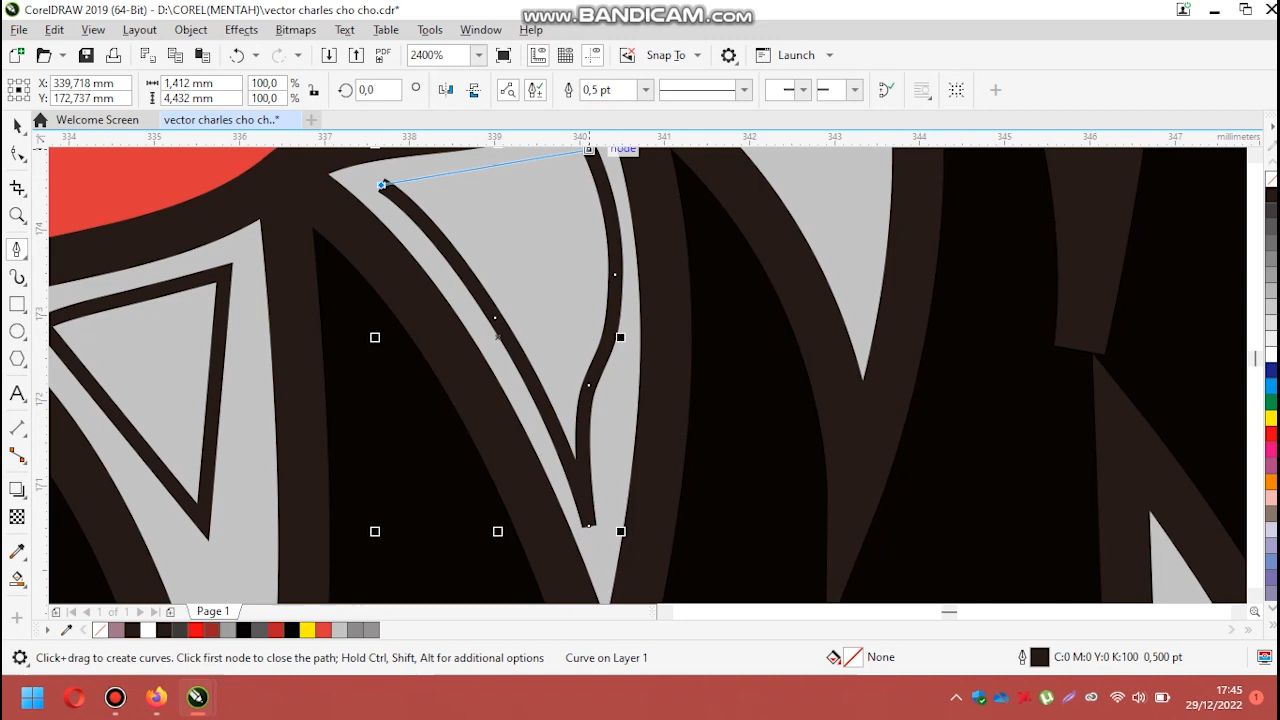 CorelDRAW 2019 (64-Bit) - D:\COREL(MENTAH)\vector charles cho cho.cdr*
www.BANDICAM.com
File Edit View Layout Object Effects Bitmaps Text Table Tools Window Help
PDF 2400% Snap To Launch
X: 339,718 mm 1,412 mm 100,0 % 0,0 0,5 pt
Y: 172,737 mm 4,432 mm 100,0 %
Welcome Screen vector charles cho ch..*
334 335 336 337 338 339 340 341 342 343 344 345 346 347 millimeters
node
174
173
172
171
1 of 1 Page 1
Click+drag to create curves. Click first node to close the path; Hold Ctrl, Shift, Alt for additional options Curve on Layer 1 None C:0 M:0 Y:0 K:100 0,500 pt
17:45
29/12/2022
1